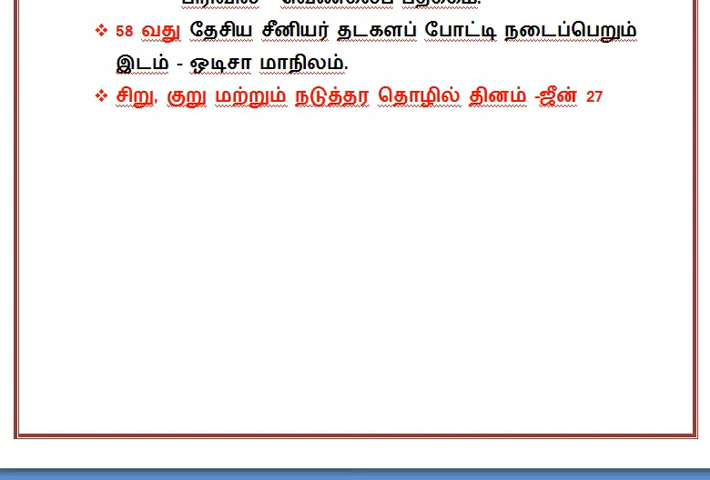 ❖ 58 வது தேசிய சீனியர் தடகளப் போட்டி நடைப்பெறும்
இடம் - ஒடிசா மாநிலம்.
❖ சிறு, குறு மற்றும் நடுத்தர தொழில் தினம் -ஜீன் 27